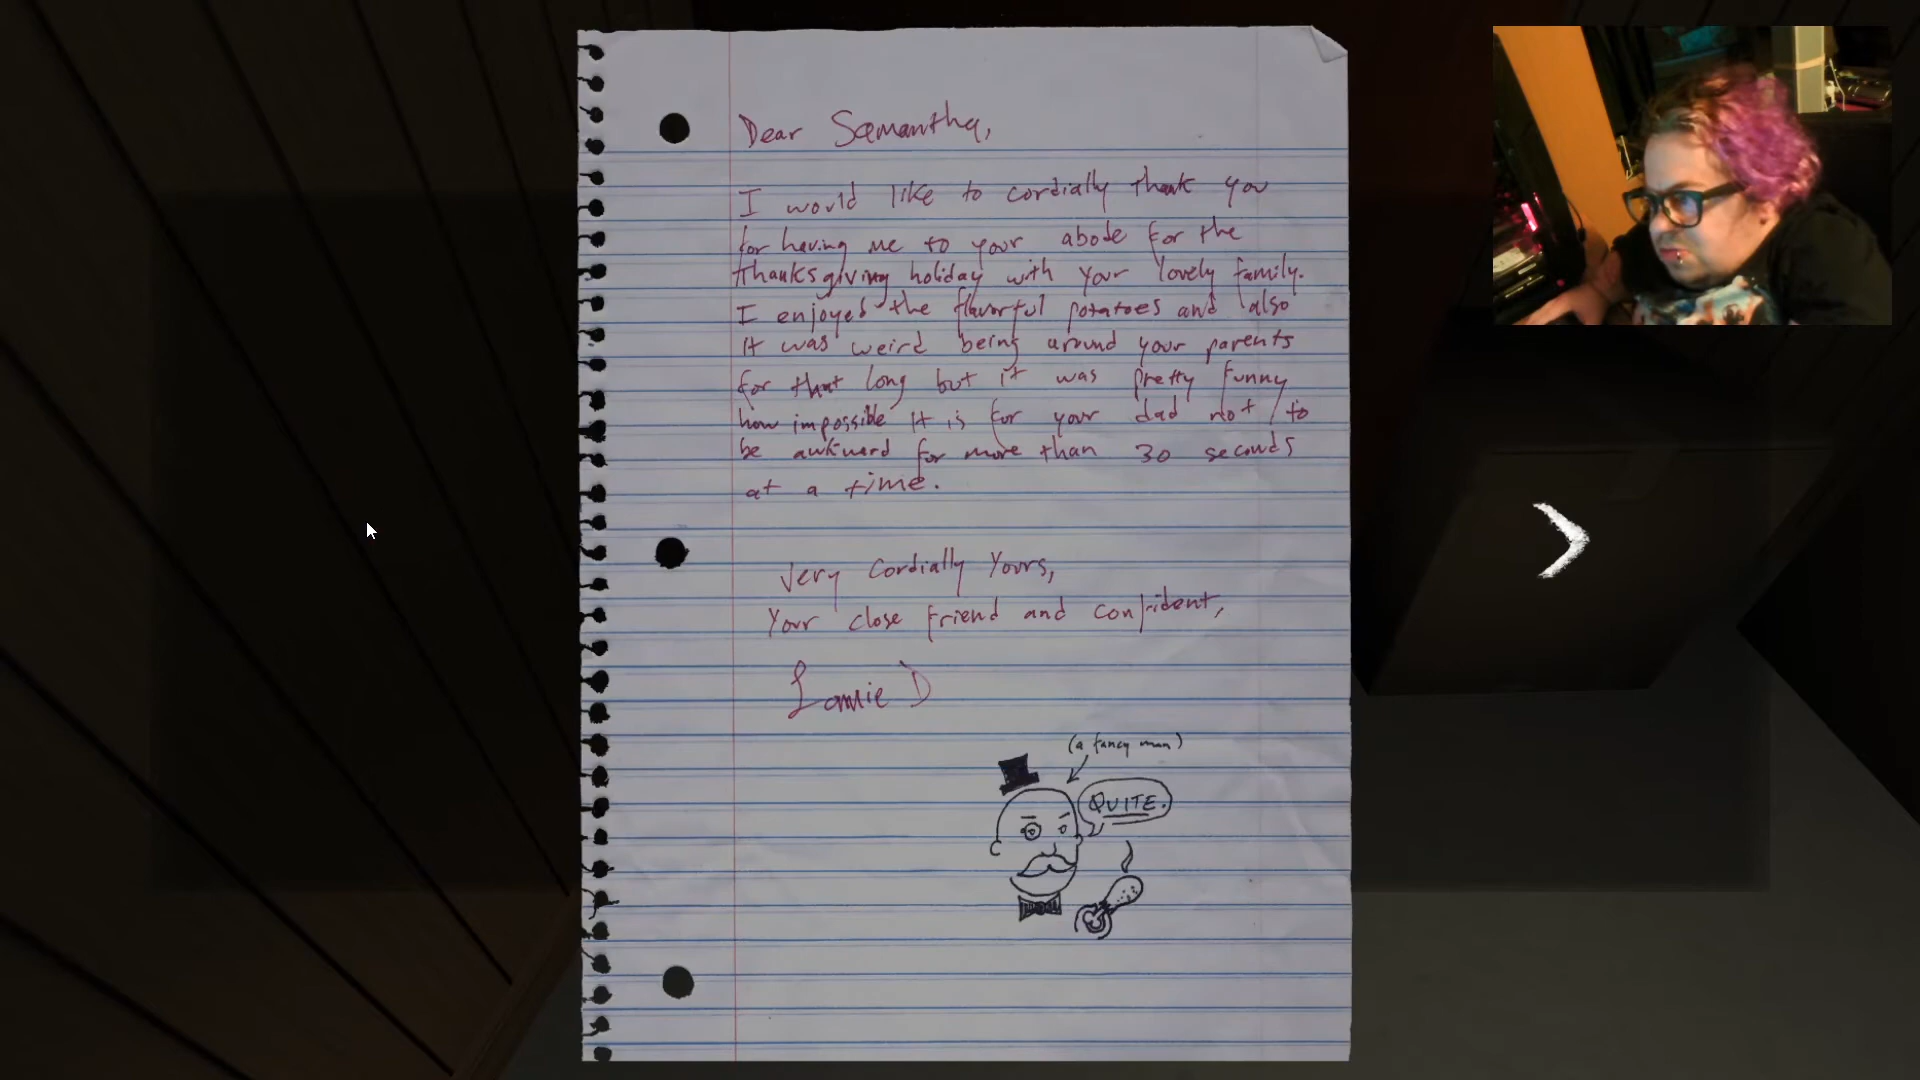 Dear Samantha,
I would like to cordially thank you
for having me to your abode for the
thanksgiving holiday with your lovely family.
I enjoyed the flavorful potatoes and also
it was weird being around your parents
for that long but it was pretty funny
how impossible it is for your dad not to
be awkward for more than 30 seconds
at a time.
Very Cordially Yours,
Your close friend and confident,
Lonnie D
(a fancy man)
QUITE.